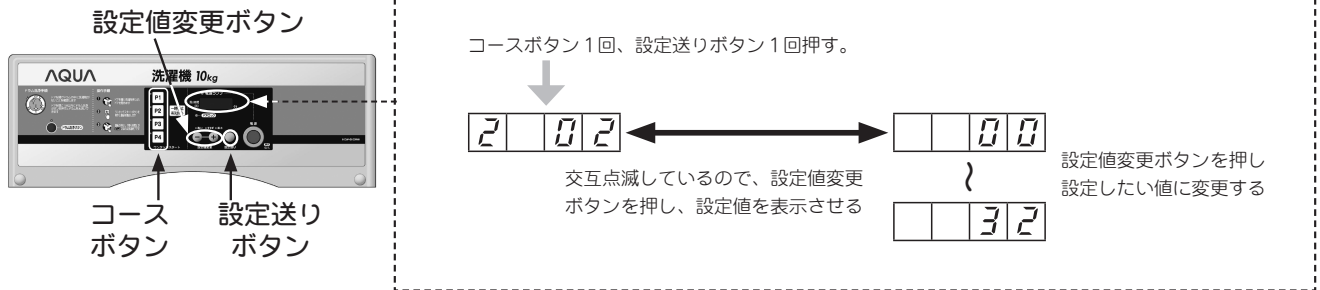 設定値変更ボタン
AQUA
洗濯機 10kg
P1
P2
P3
P4
コース
ボタン
設定送り
ボタン
コースボタン1回、設定送りボタン1回押す。
2 02
交互点滅しているので、設定値変更
ボタンを押し、設定値を表示させる
00
〜
32
設定値変更ボタンを押し
設定したい値に変更する